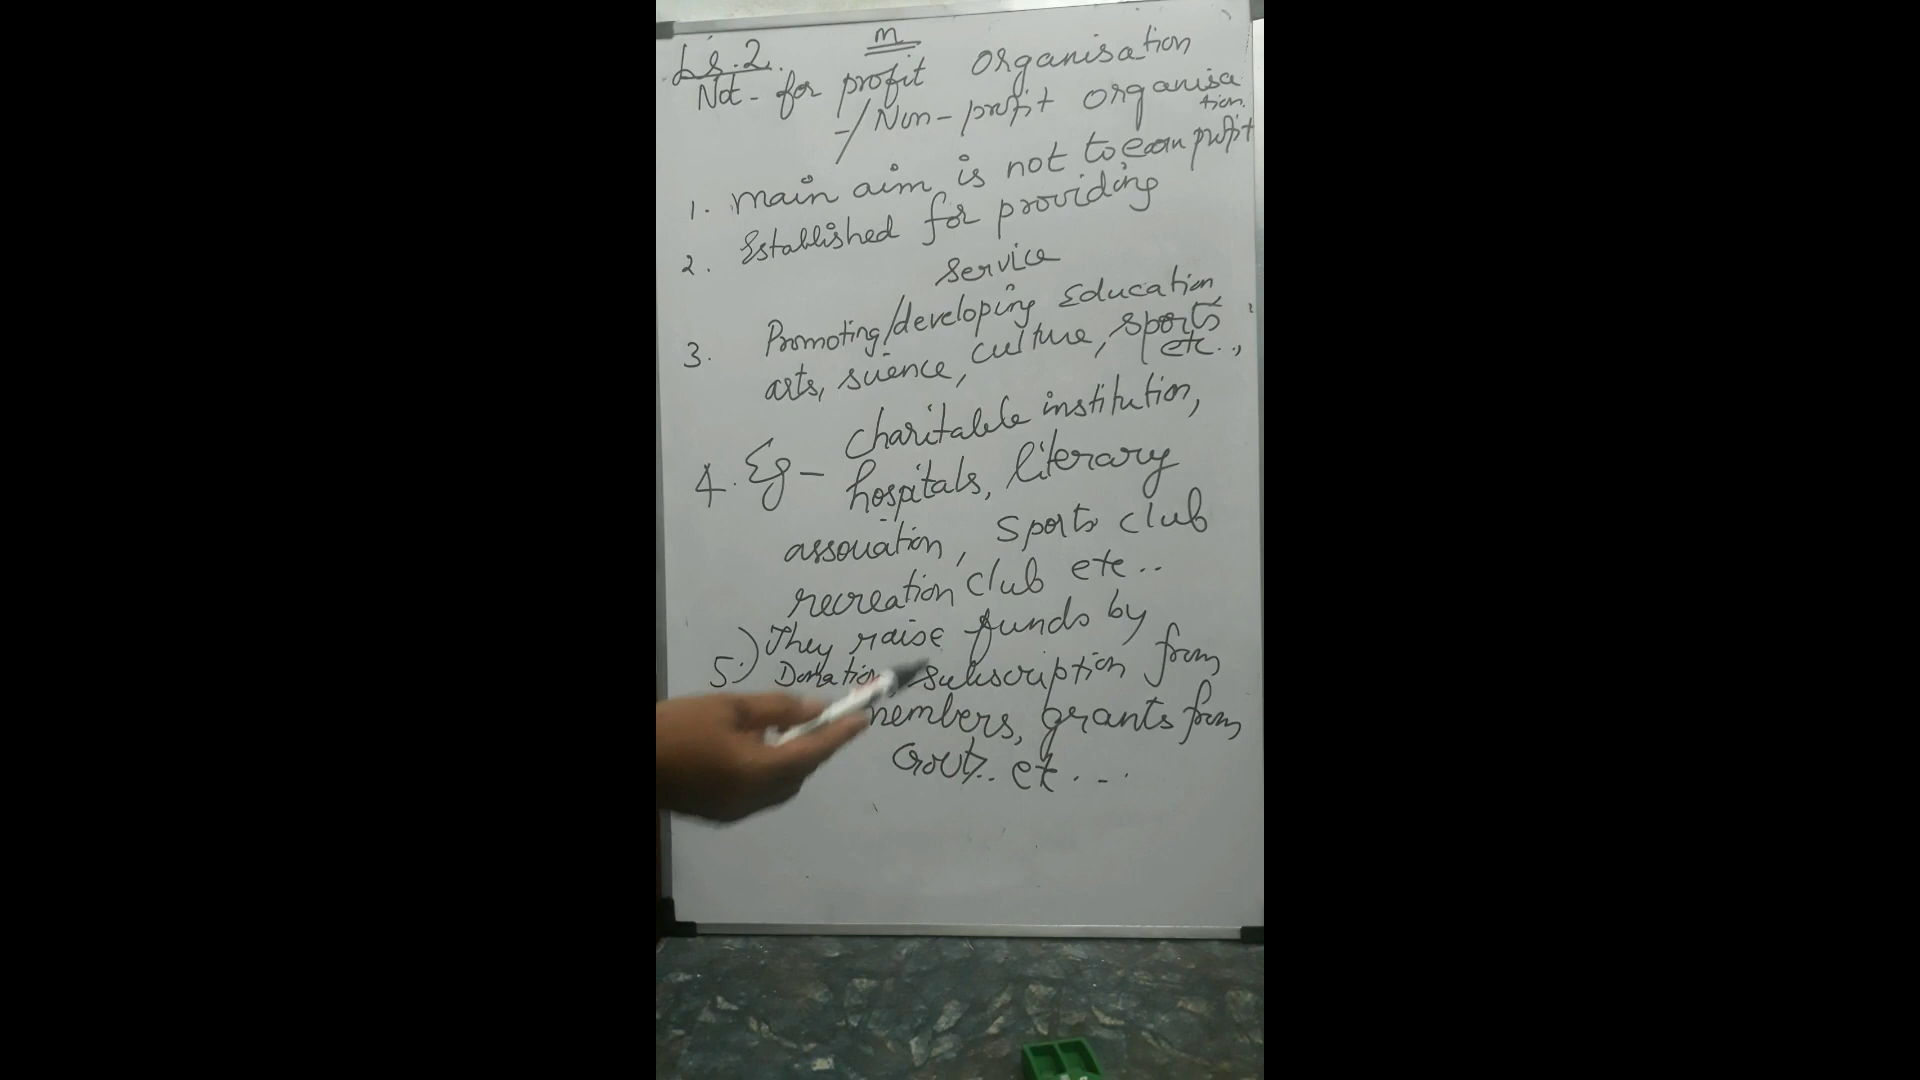 Ls.2. m
Not - for profit organisation
-/ Non-profit organisa
tion.
1. main aim is not to earn profit
2. Established for providing
service
3. Promoting/developing Education,
arts, science, culture, sports
etc..,
charitable institution,
4. Eg - hospitals, literary
association, sports club
recreation club etc..
5.) They raise funds by
Donation, subscription from
members, grants from
Govt.. etc...